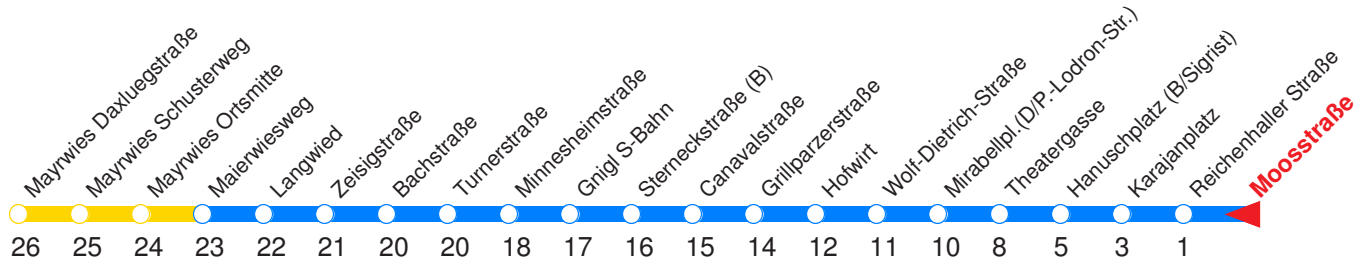 Mayrwies Daxluegstraße
Mayrwies Schusterweg
Mayrwies Ortsmitte
Maierwiesweg
Langwied
Zeisigstraße
Bachstraße
Turnerstraße
Minnesheimstraße
Gnigl S-Bahn
Sterneckstraße (B)
Canavalstraße
Grillparzerstraße
Hofwirt
Wolf-Dietrich-Straße
Mirabellpl.(D/P.-Lodron-Str.)
Theatergasse
Hanuschplatz (B/Sigrist)
Karajanplatz
Reichenhaller Straße
Moosstraße
26 25 24 23 22 21 20 20 18 17 16 15 14 12 11 10 8 5 3 1